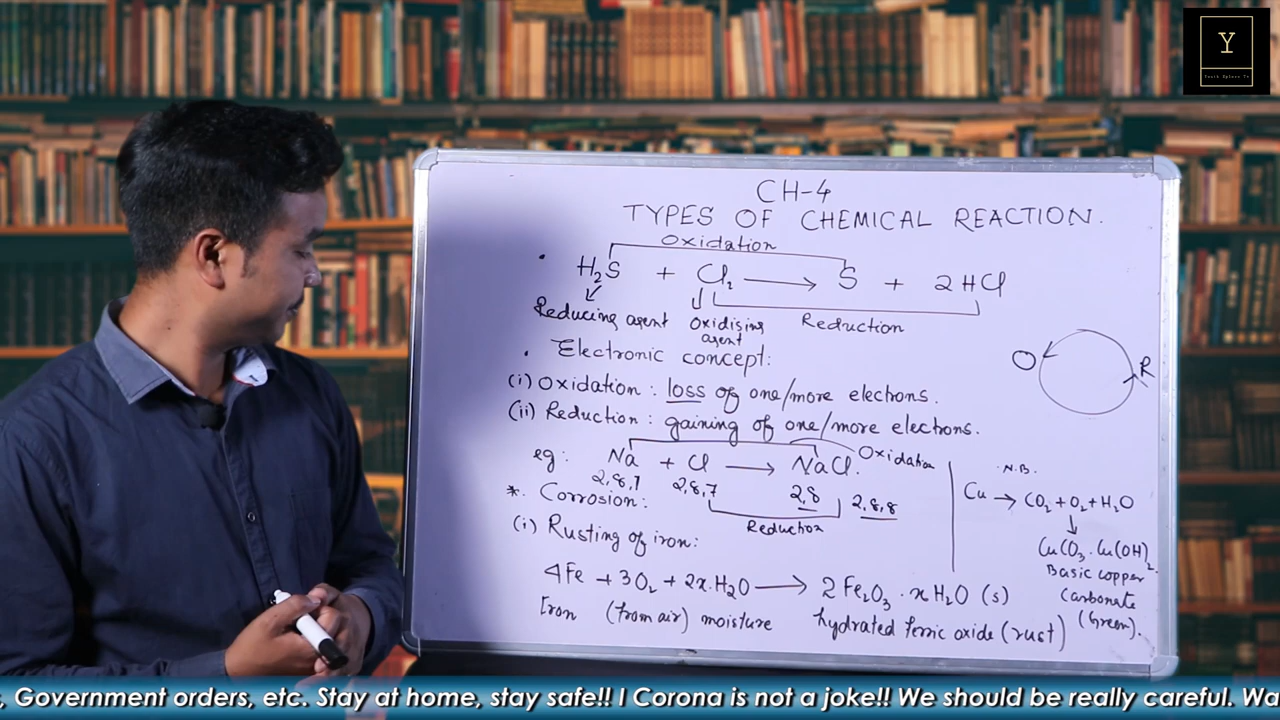 Y
CH-4
TYPES OF CHEMICAL REACTION.
Oxidation
. H₂S + Cl₂ → S + 2HCl
Reducing agent
Oxidising
agent
Reduction
. Electronic concept:
(i) Oxidation : loss of one/more electrons.
(ii) Reduction : gaining of one/more electrons.
O
R
eg: Na + Cl → NaCl.
Oxidation
2,8,1
2,8,7
2,8
2,8,8
Reduction
*. Corrosion:
(i) Rusting of iron:
4Fe + 3O₂ + 2x.H₂O → 2Fe₂O₃ . xH₂O (s)
Iron (from air) moisture hydrated ferric oxide (rust)
N.B.
Cu → CO₂ + O₂ + H₂O
↓
CuCO₃.Cu(OH)₂.
Basic copper
Carbonate
(Green).
, Government orders, etc. Stay at home, stay safe!! I Corona is not a joke!! We should be really careful. Wa